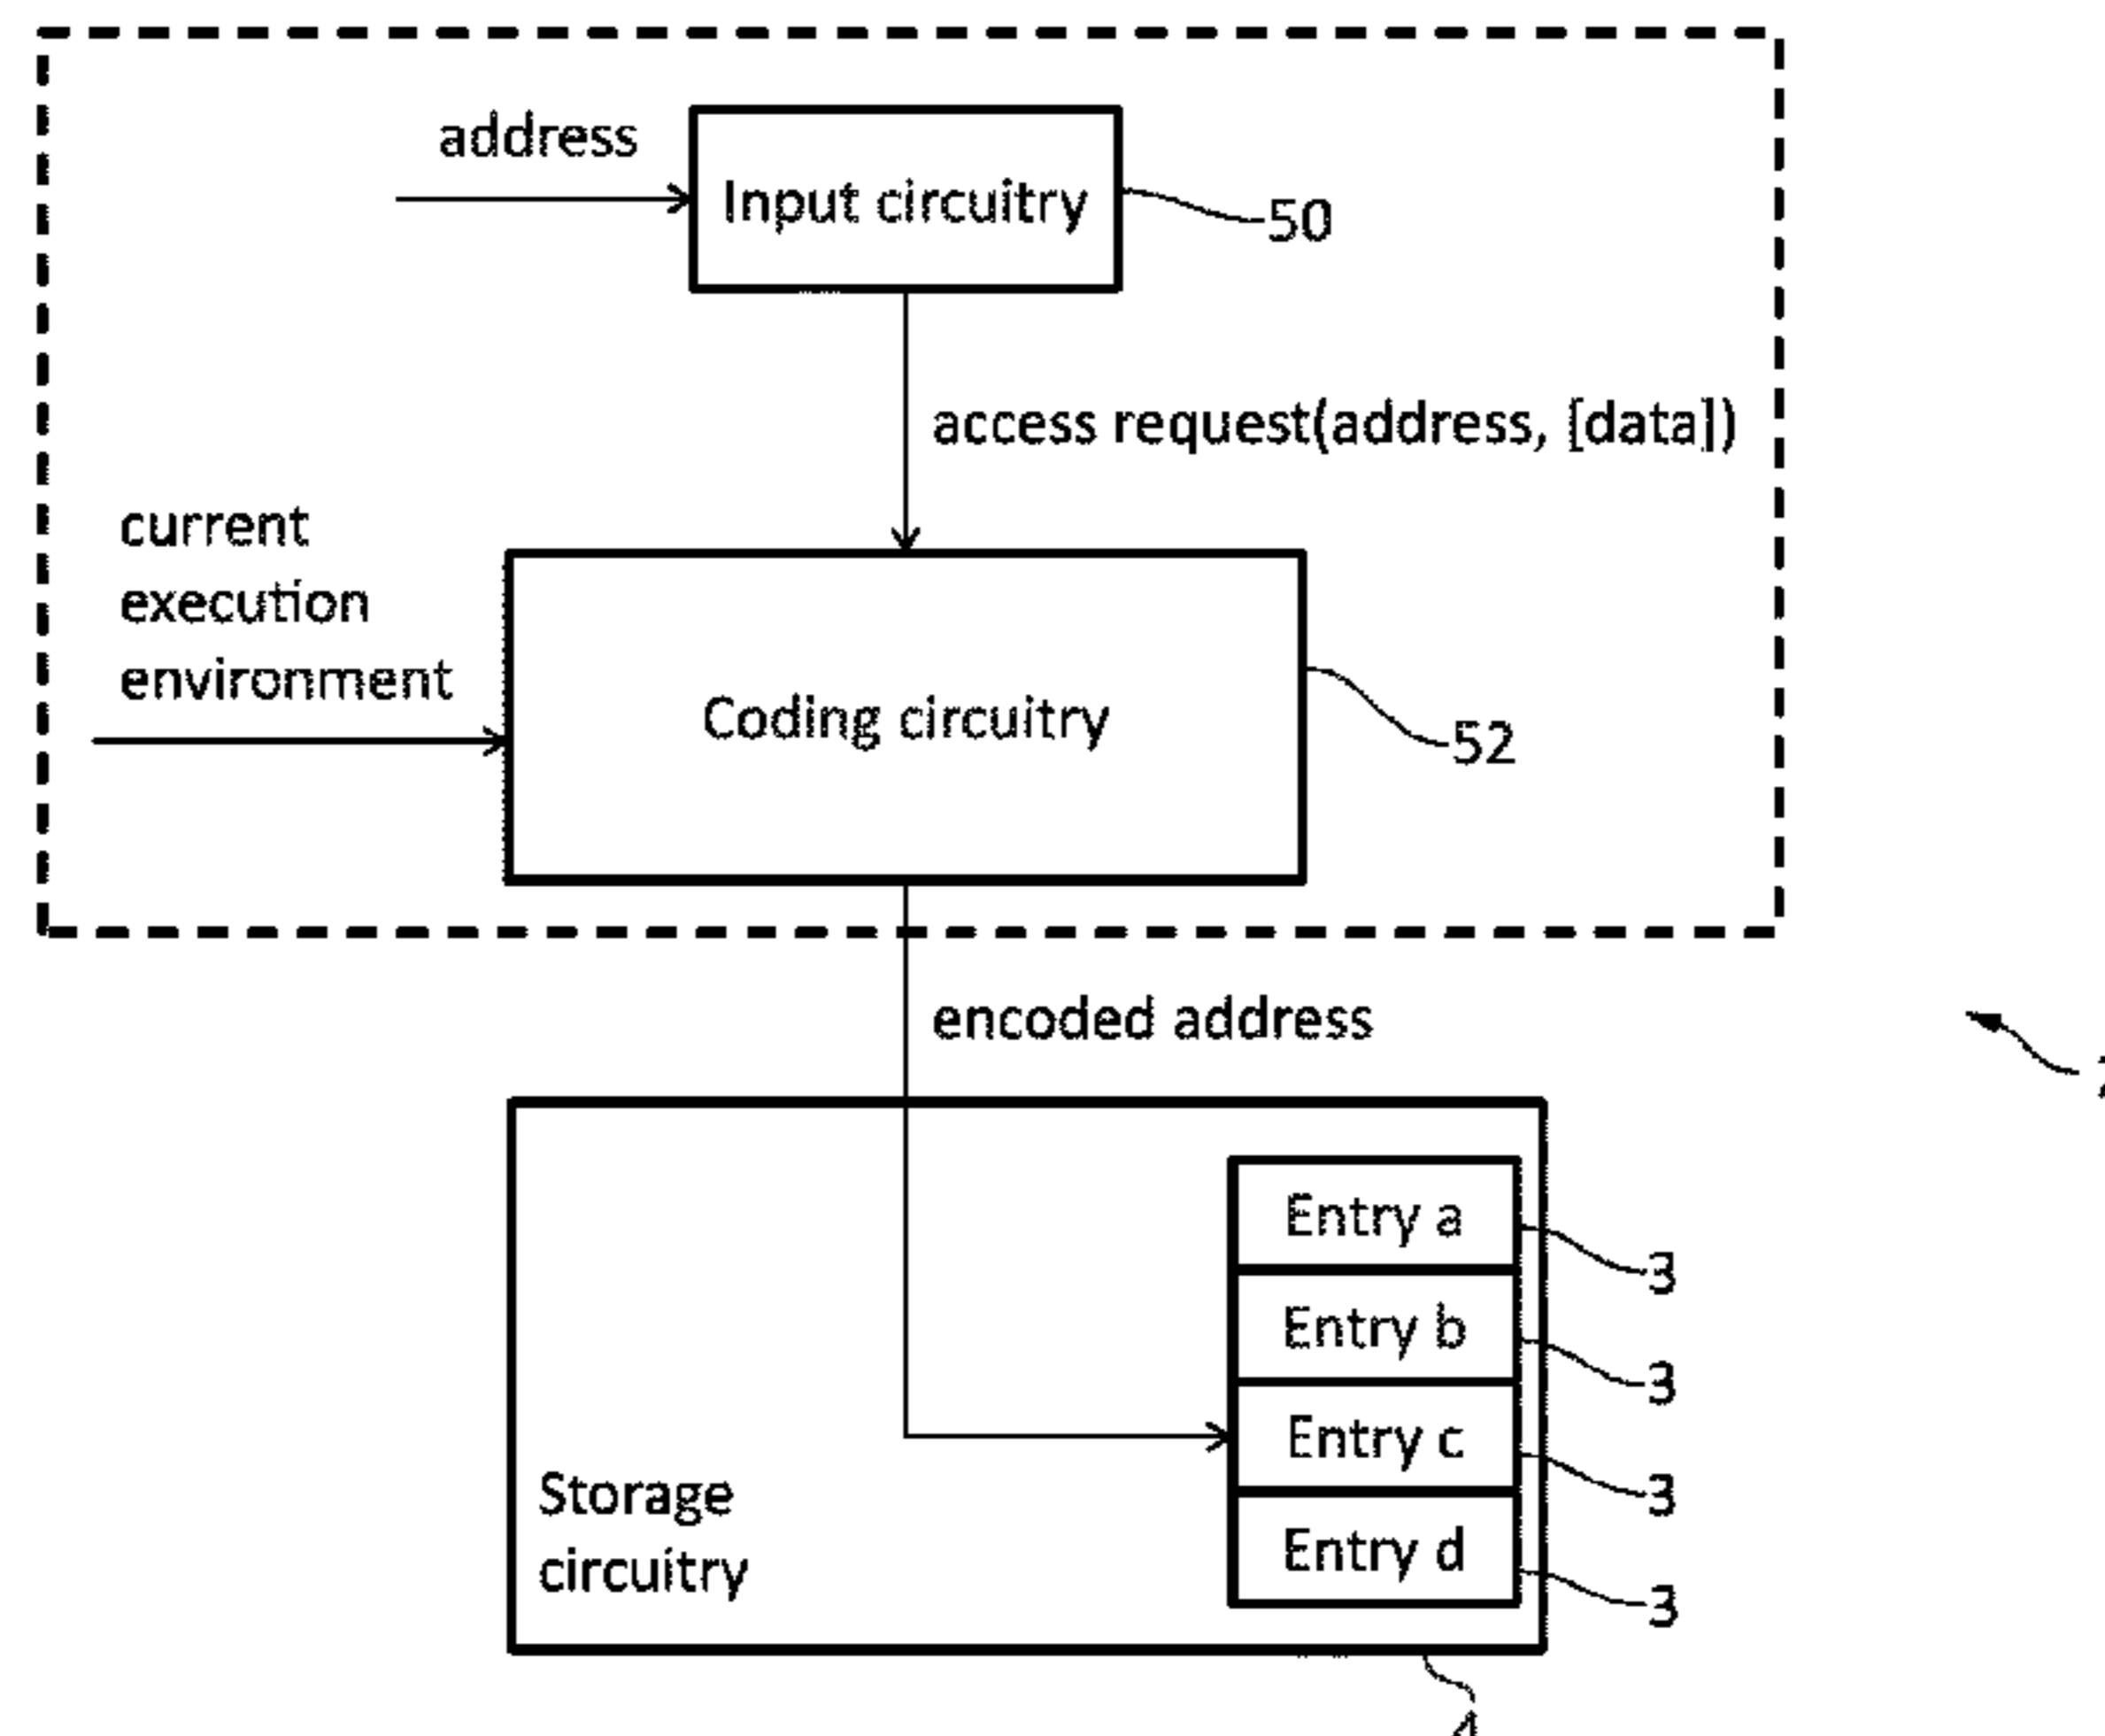 address
Input circuitry
50
access request(address, [data])
current
execution
environment
Coding circuitry
52
encoded address
Entry a
3
Entry b
3
Entry c
3
Entry d
3
Storage
circuitry